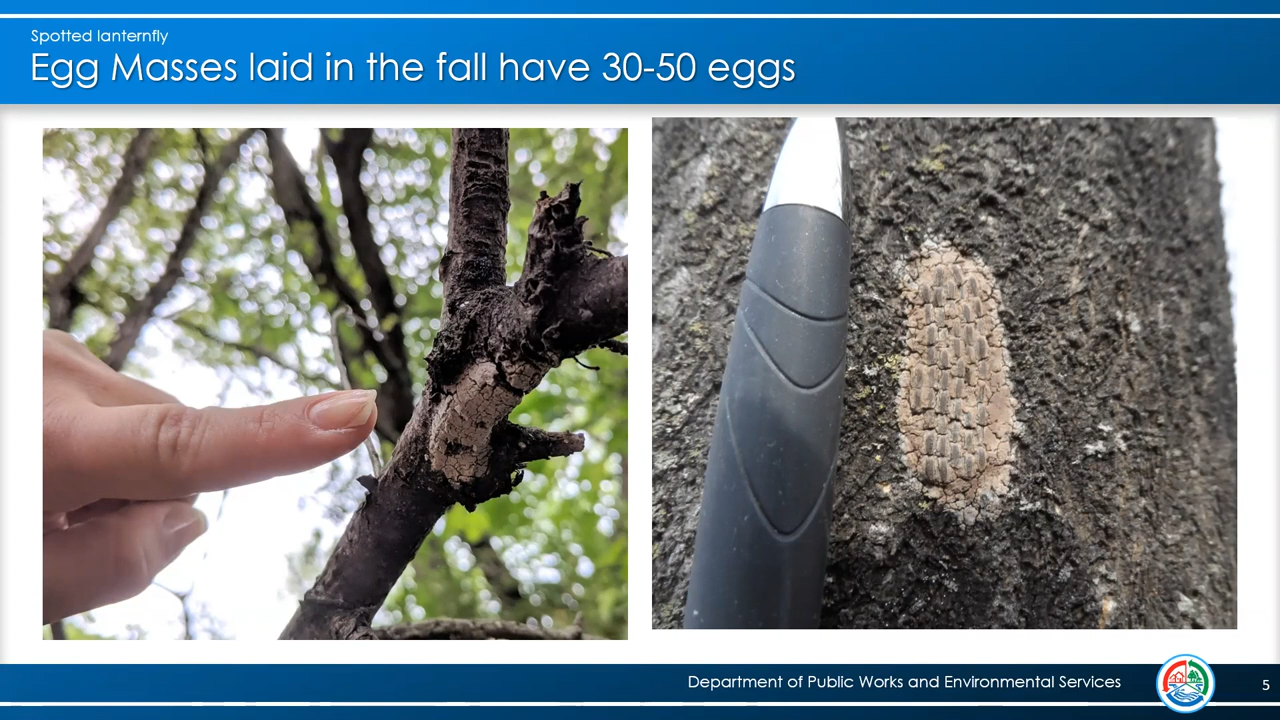 Spotted lanternfly
Egg Masses laid in the fall have 30-50 eggs
Department of Public Works and Environmental Services
5